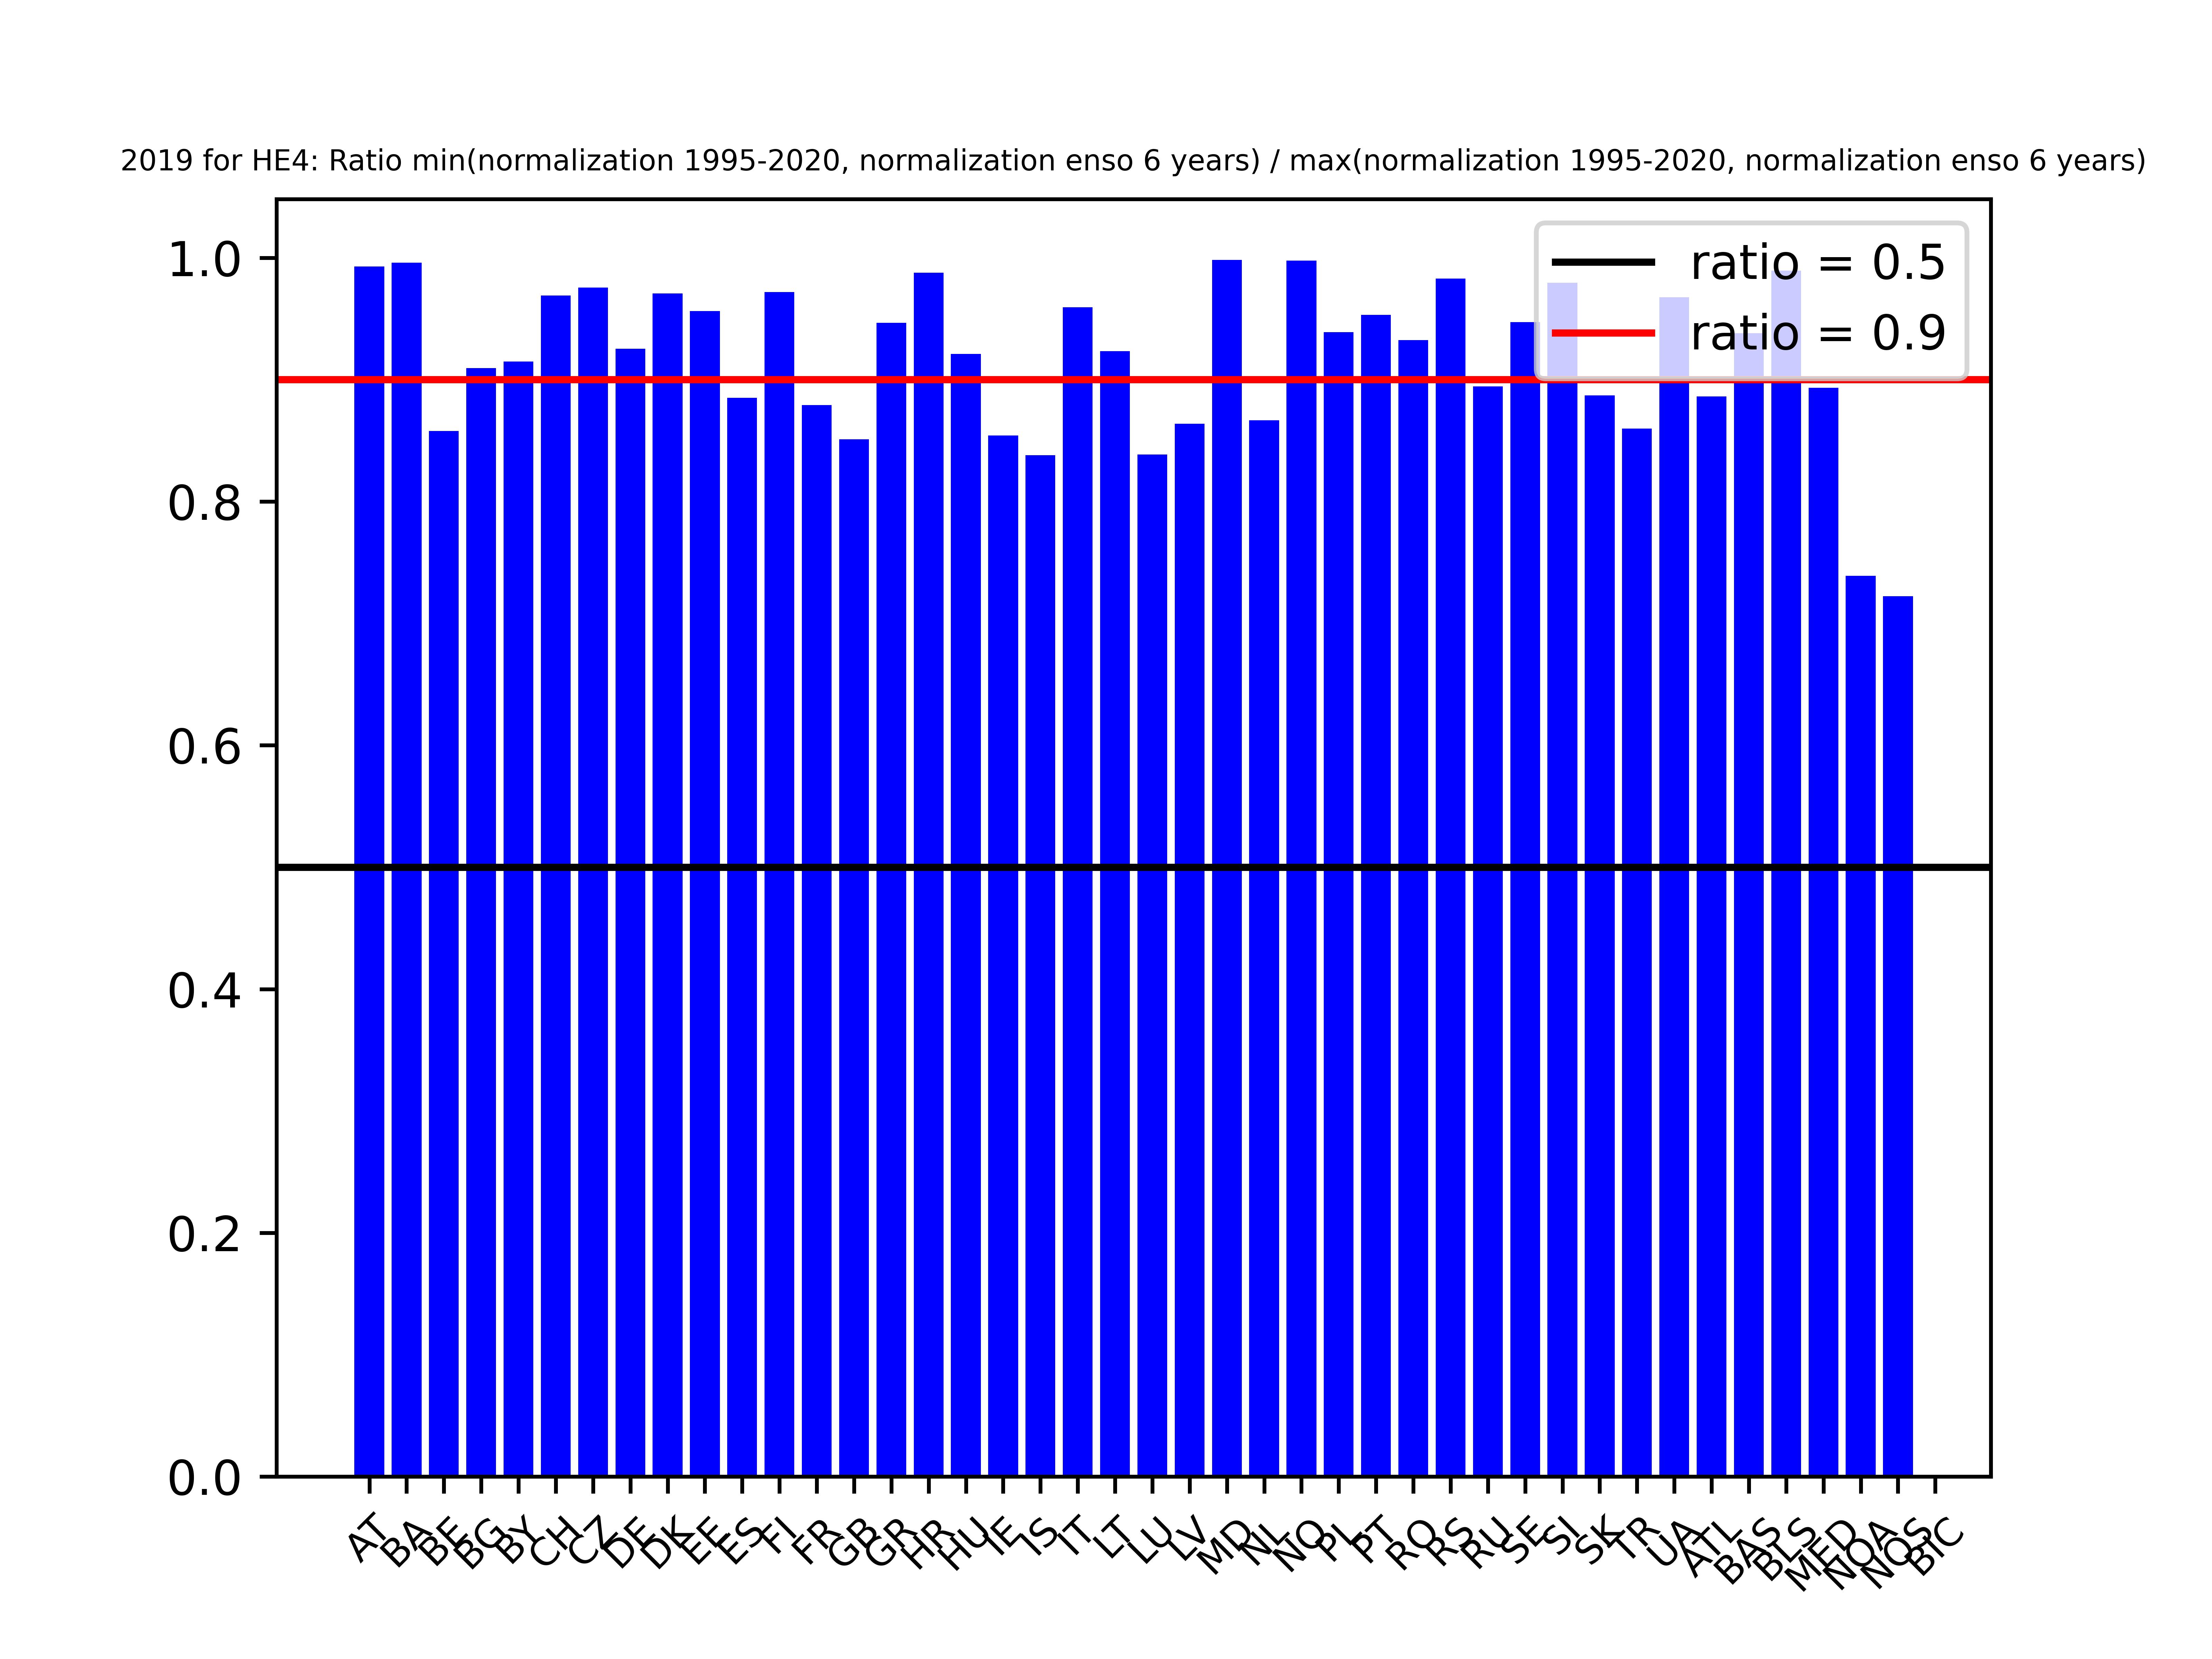 2019 for HE4: Ratio min(normalization 1995-2020, normalization enso 6 years) / max(normalization 1995-2020, normalization enso 6 years)
ratio = 0.5
ratio = 0.9
1.0
0.8
0.6
0.4
0.2
0.0
AT BA BE BG BY CH CZ DE DK EE ES FI FR GB GR HR HU IE IS IT LT LU LV MD NL NO PL PT RO RS RU SE SI SK TR UA ATL BAS BLS MED NOA NOS BIC